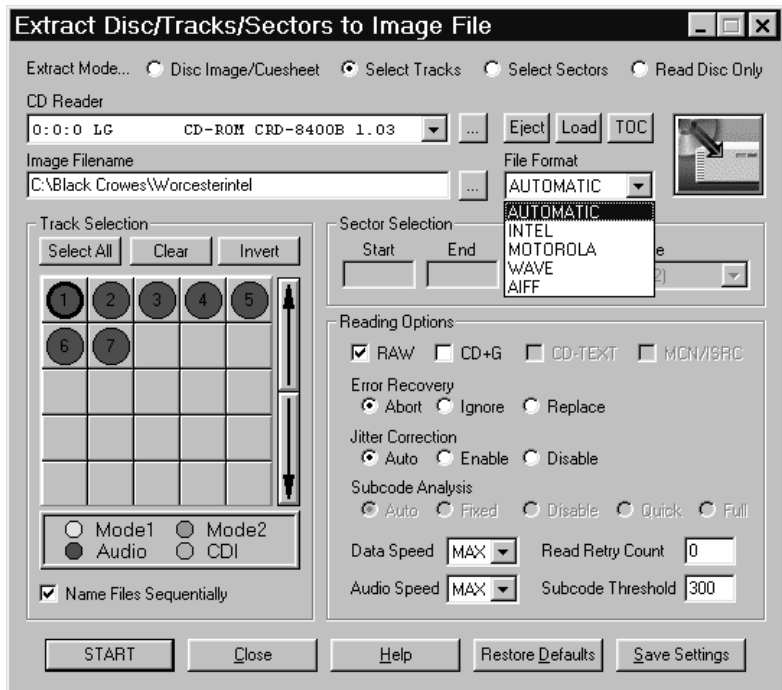 Extract Disc/Tracks/Sectors to Image File
Extract Mode... Disc Image/Cuesheet Select Tracks Select Sectors Read Disc Only
CD Reader
0:0:0 LG CD-ROM CRD-8400B 1.03 ... Eject Load TOC
Image Filename File Format
C:\Black Crowes\Worcesterintel ... AUTOMATIC
AUTOMATIC
INTEL
MOTOROLA
WAVE
AIFF
Track Selection
Select All Clear Invert
1 2 3 4 5
6 7
Mode1 Mode2
Audio CDI
Name Files Sequentially
Sector Selection
Start End
Reading Options
RAW CD+G CD-TEXT MCN/ISRC
Error Recovery
Abort Ignore Replace
Jitter Correction
Auto Enable Disable
Subcode Analysis
Auto Fixed Disable Quick Full
Data Speed MAX Read Retry Count 0
Audio Speed MAX Subcode Threshold 300
START Close Help Restore Defaults Save Settings